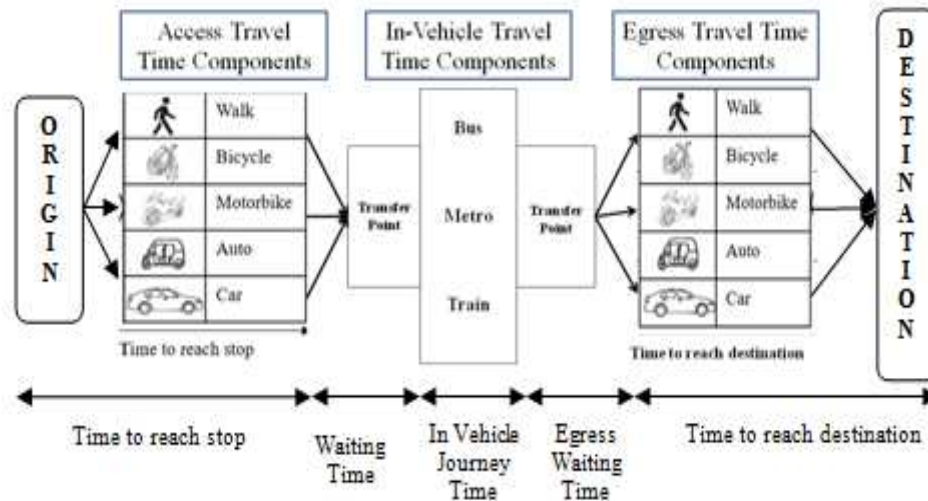 Access Travel
Time Components
In-Vehicle Travel
Time Components
Egress Travel Time
Components
ORIGIN
Walk
Bicycle
Motorbike
Auto
Car
Time to reach stop
Transfer
Point
Bus
Metro
Train
Transfer
Point
Walk
Bicycle
Motorbike
Auto
Car
Time to reach destination
DESTINATION
Time to reach stop
Waiting
Time
In Vehicle
Journey
Time
Egress
Waiting
Time
Time to reach destination